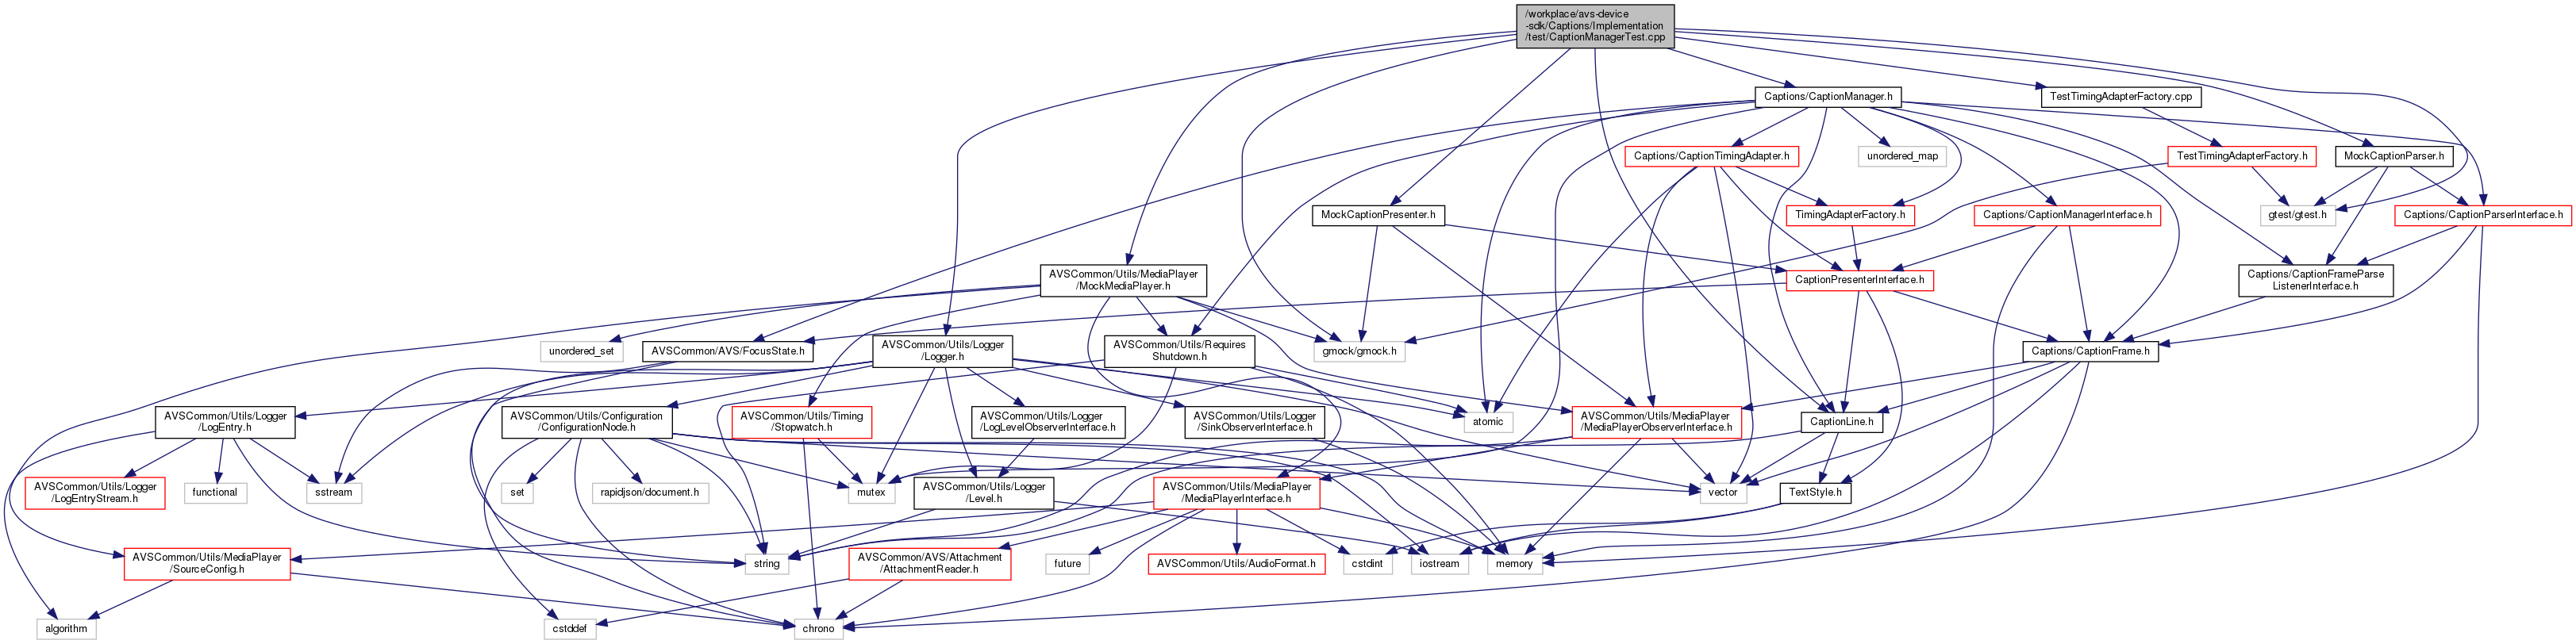 /workplace/avs-device
-sdk/Captions/Implementation
/test/CaptionManagerTest.cpp
Captions/CaptionManager.h
TestTimingAdapterFactory.cpp
Captions/CaptionTimingAdapter.h
unordered_map
TestTimingAdapterFactory.h
MockCaptionParser.h
MockCaptionPresenter.h
TimingAdapterFactory.h
Captions/CaptionManagerInterface.h
gtest/gtest.h
Captions/CaptionParserInterface.h
AVSCommon/Utils/MediaPlayer
/MockMediaPlayer.h
CaptionPresenterInterface.h
Captions/CaptionFrameParse
ListenerInterface.h
unordered_set
AVSCommon/AVS/FocusState.h
AVSCommon/Utils/Logger
/Logger.h
AVSCommon/Utils/Requires
Shutdown.h
gmock/gmock.h
Captions/CaptionFrame.h
AVSCommon/Utils/Logger
/LogEntry.h
AVSCommon/Utils/Configuration
/ConfigurationNode.h
AVSCommon/Utils/Timing
/Stopwatch.h
AVSCommon/Utils/Logger
/LogLevelObserverInterface.h
AVSCommon/Utils/Logger
/SinkObserverInterface.h
atomic
AVSCommon/Utils/MediaPlayer
/MediaPlayerObserverInterface.h
CaptionLine.h
AVSCommon/Utils/Logger
/LogEntryStream.h
functional
sstream
set
rapidjson/document.h
mutex
AVSCommon/Utils/Logger
/Level.h
AVSCommon/Utils/MediaPlayer
/MediaPlayerInterface.h
vector
TextStyle.h
AVSCommon/Utils/MediaPlayer
/SourceConfig.h
string
AVSCommon/AVS/Attachment
/AttachmentReader.h
future
AVSCommon/Utils/AudioFormat.h
cstdint
iostream
memory
algorithm
cstddef
chrono